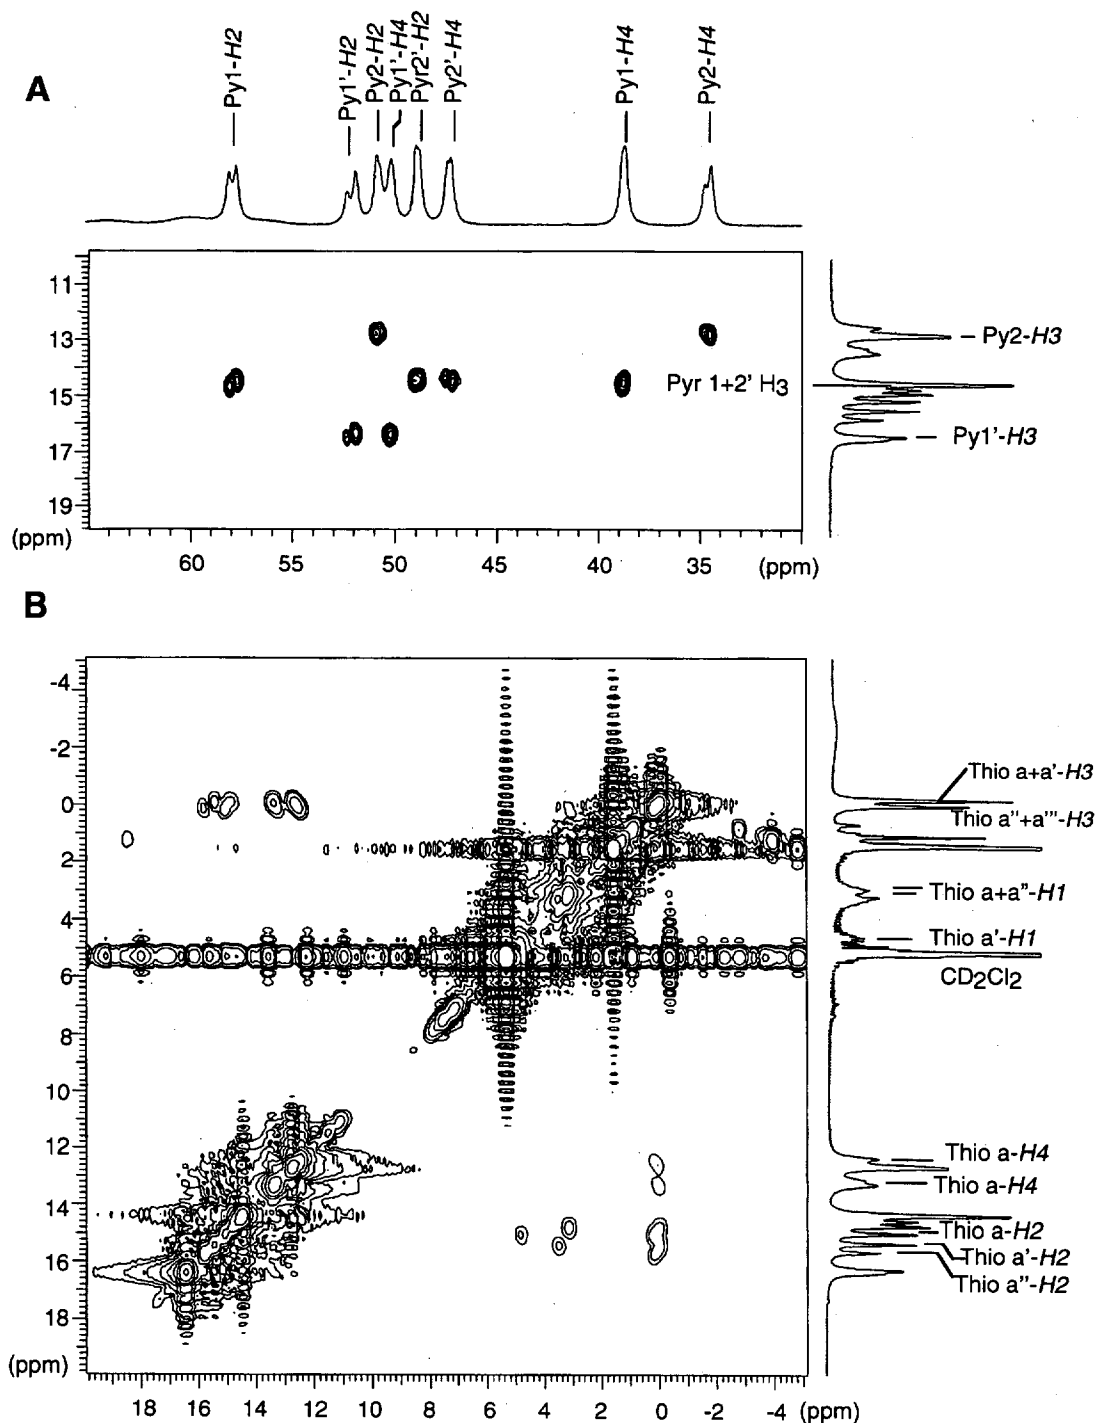 A
Py1-H2
Py1'-H2
Py2-H2
Py1'-H4
Pyr2'-H2
Py2'-H4
Py1-H4
Py2-H4
11
13
15
17
19
(ppm)
60
55
50
45
40
35
(ppm)
Pyr 1+2' H3
Py2-H3
Py1'-H3
B
-4
-2
0
2
4
6
8
10
12
14
16
18
(ppm)
18
16
14
12
10
8
6
4
2
0
-2
-4
(ppm)
Thio a+a'-H3
Thio a''+a'''-H3
Thio a+a''-H1
Thio a'-H1
CD2Cl2
Thio a-H4
Thio a-H4
Thio a-H2
Thio a'-H2
Thio a''-H2